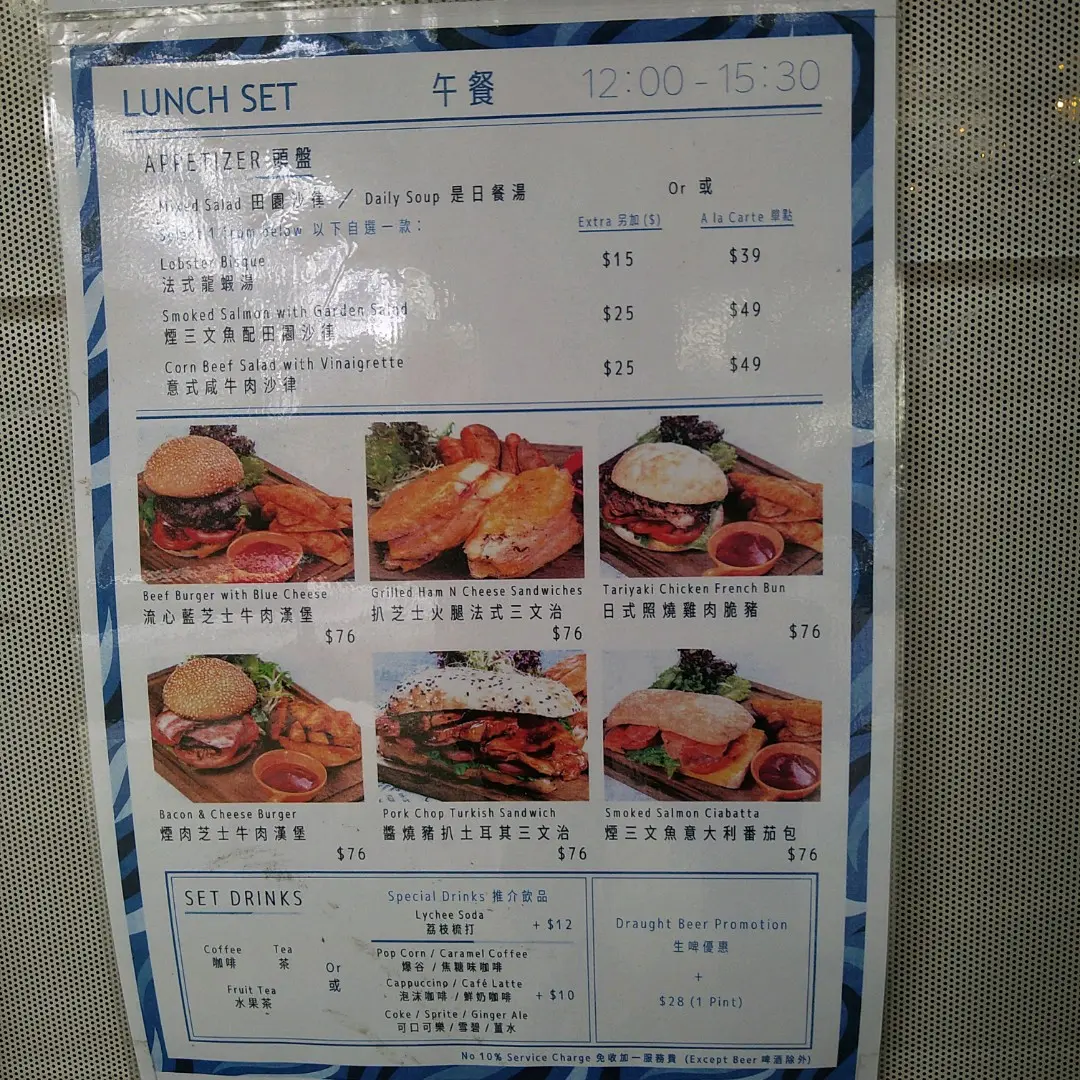 LUNCH SET 午餐 12:00 - 15:30
APPETIZER 頭盤
Mixed Salad 田園沙律 / Daily Soup 是日餐湯 Or 或
Select 1 from below 以下自選一款: Extra 另加 ($) A la Carte 單點
Lobster Bisque
法式龍蝦湯 $15 $39
Smoked Salmon with Garden Salad
煙三文魚配田園沙律 $25 $49
Corn Beef Salad with Vinaigrette
意式咸牛肉沙律 $25 $49
Beef Burger with Blue Cheese
流心藍芝士牛肉漢堡
$76
Grilled Ham N Cheese Sandwiches
扒芝士火腿法式三文治
$76
Tariyaki Chicken French Bun
日式照燒雞肉脆豬
$76
Bacon & Cheese Burger
煙肉芝士牛肉漢堡
$76
Pork Chop Turkish Sandwich
醬燒豬扒土耳其三文治
$76
Smoked Salmon Ciabatta
煙三文魚意大利番茄包
$76
SET DRINKS
Coffee Tea
咖啡 茶
Fruit Tea
水果茶
Or
或
Special Drinks 推介飲品
Lychee Soda
荔枝梳打
+ $12
Pop Corn / Caramel Coffee
爆谷 / 焦糖味咖啡
Cappuccino / Café Latte
泡沫咖啡 / 鮮奶咖啡
+ $10
Coke / Sprite / Ginger Ale
可口可樂 / 雪碧 / 薑水
Draught Beer Promotion
生啤優惠
+
$28 (1 Pint)
No 10% Service Charge 免收加一服務費 (Except Beer 啤酒除外)